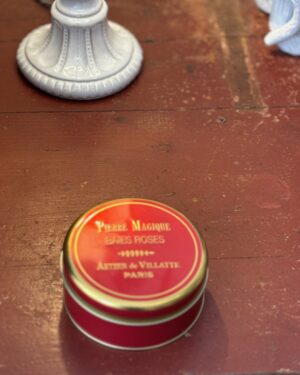 PIERRE MAGIQUE
BAIES ROSES
ASTIER de VILLATTE
PARIS